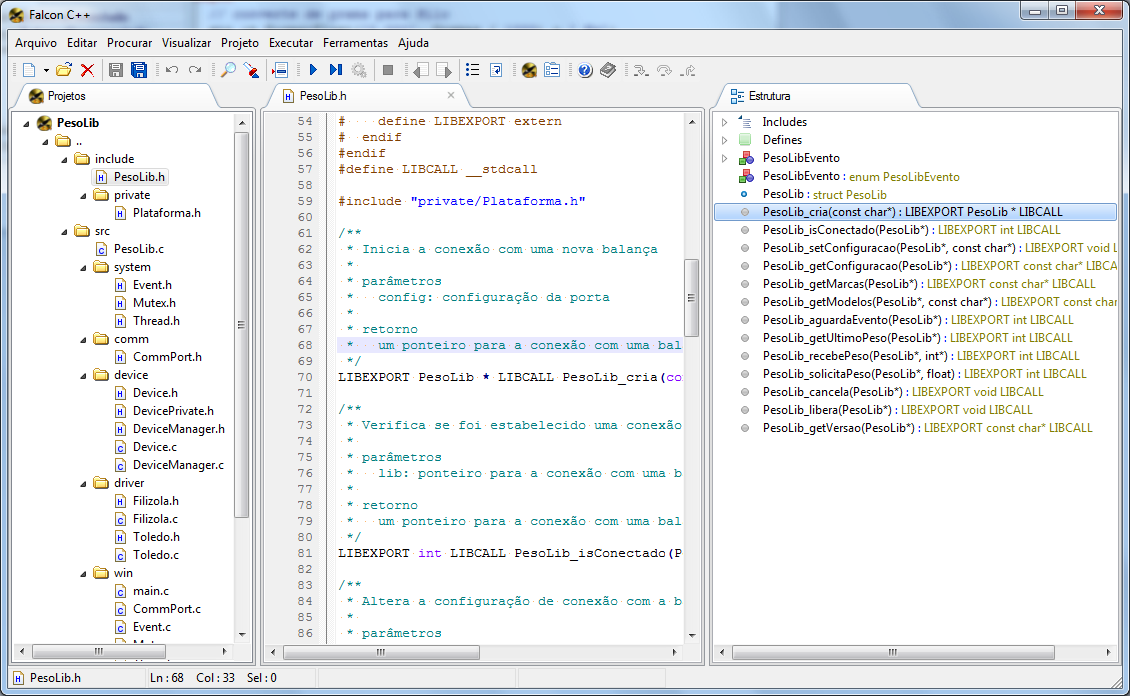 Falcon C++
Arquivo Editar Procurar Visualizar Projeto Executar Ferramentas Ajuda
Projetos
PesoLib
..
include
PesoLib.h
private
Plataforma.h
src
PesoLib.c
system
Event.h
Mutex.h
Thread.h
comm
CommPort.h
device
Device.h
DevicePrivate.h
DeviceManager.h
Device.c
DeviceManager.c
driver
Filizola.h
Filizola.c
Toledo.h
Toledo.c
win
main.c
CommPort.c
Event.c
PesoLib.h
54 # define LIBEXPORT extern
55 # endif
56 #endif
57 #define LIBCALL __stdcall
58
59 #include "private/Plataforma.h"
60
61 /**
62 * Inicia a conexão com uma nova balança
63 *
64 * parâmetros
65 * config: configuração da porta
66 *
67 * retorno
68 * um ponteiro para a conexão com uma bal
69 */
70 LIBEXPORT PesoLib * LIBCALL PesoLib_cria(co
71
72 /**
73 * Verifica se foi estabelecido uma conexão
74 *
75 * parâmetros
76 * lib: ponteiro para a conexão com uma b
77 *
78 * retorno
79 * um ponteiro para a conexão com uma bal
80 */
81 LIBEXPORT int LIBCALL PesoLib_isConectado(P
82
83 /**
84 * Altera a configuração de conexão com a b
85 *
86 * parâmetros
Estrutura
Includes
Defines
PesoLibEvento
PesoLibEvento : enum PesoLibEvento
PesoLib : struct PesoLib
PesoLib_cria(const char*) : LIBEXPORT PesoLib * LIBCALL
PesoLib_isConectado(PesoLib*) : LIBEXPORT int LIBCALL
PesoLib_setConfiguracao(PesoLib*, const char*) : LIBEXPORT void L
PesoLib_getConfiguracao(PesoLib*) : LIBEXPORT const char* LIBCA
PesoLib_getMarcas(PesoLib*) : LIBEXPORT const char* LIBCALL
PesoLib_getModelos(PesoLib*, const char*) : LIBEXPORT const char
PesoLib_aguardaEvento(PesoLib*) : LIBEXPORT int LIBCALL
PesoLib_getUltimoPeso(PesoLib*) : LIBEXPORT int LIBCALL
PesoLib_recebePeso(PesoLib*, int*) : LIBEXPORT int LIBCALL
PesoLib_solicitaPeso(PesoLib*, float) : LIBEXPORT int LIBCALL
PesoLib_cancela(PesoLib*) : LIBEXPORT void LIBCALL
PesoLib_libera(PesoLib*) : LIBEXPORT void LIBCALL
PesoLib_getVersao(PesoLib*) : LIBEXPORT const char* LIBCALL
PesoLib.h Ln : 68 Col : 33 Sel : 0